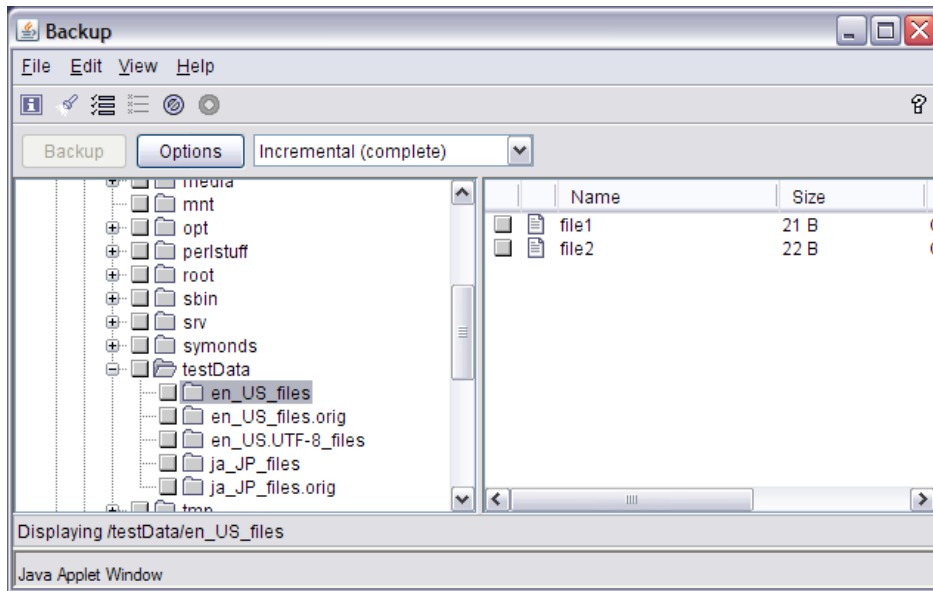 Backup
File Edit View Help
Backup Options Incremental (complete)
media
mnt
opt
perlstuff
root
sbin
srv
symonds
testData
en_US_files
en_US_files.orig
en_US.UTF-8_files
ja_JP_files
ja_JP_files.orig
tmp
Name Size
file1 21 B
file2 22 B
Displaying /testData/en_US_files
Java Applet Window